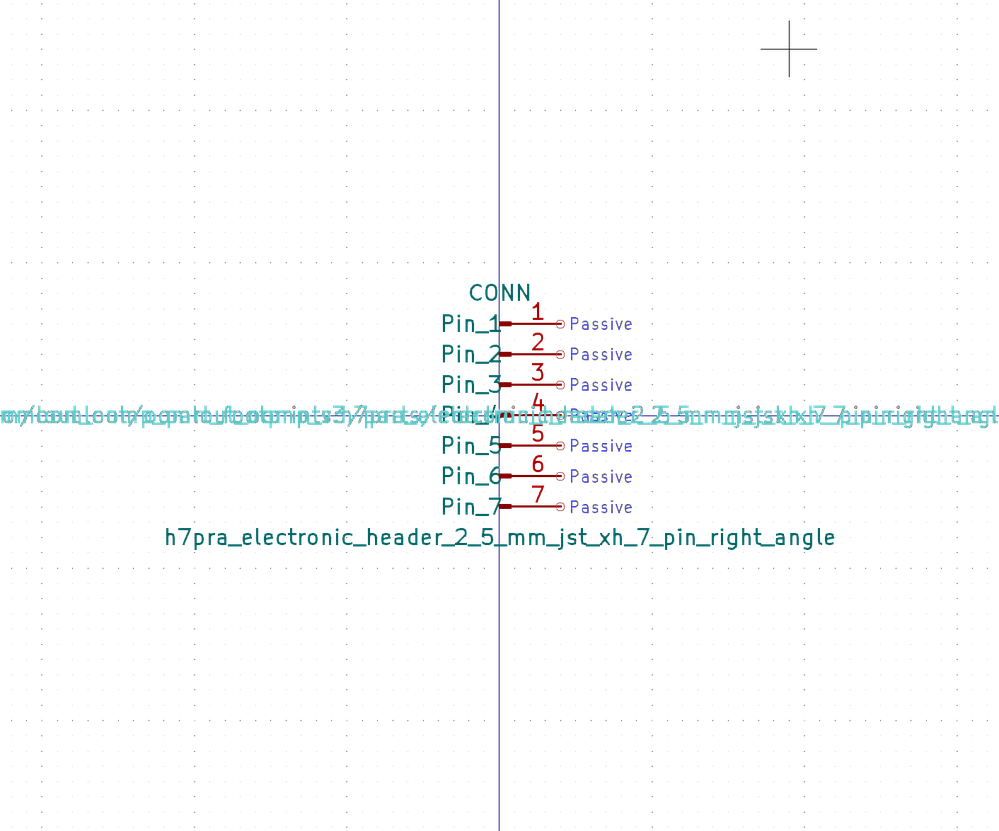 CONN
Pin_1 1 Passive
Pin_2 2 Passive
Pin_3 3 Passive
4 Passive
Pin_5 5 Passive
Pin_6 6 Passive
Pin_7 7 Passive
h7pra_electronic_header_2_5_mm_jst_xh_7_pin_right_angle